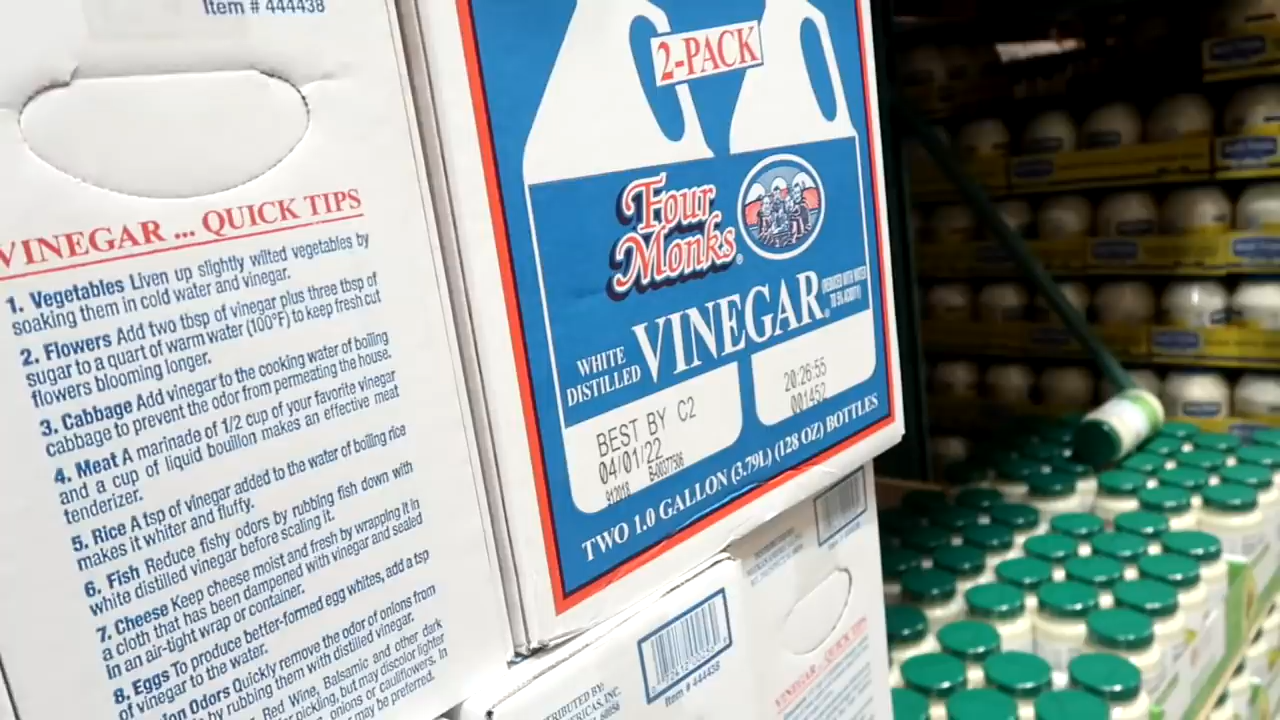 Item # 444438
VINEGAR ... QUICK TIPS
1. Vegetables Liven up slightly wilted vegetables by
soaking them in cold water and vinegar.
2. Flowers Add two tbsp of vinegar plus three tbsp of
sugar to a quart of warm water (100°F) to keep fresh cut
flowers blooming longer.
3. Cabbage Add vinegar to the cooking water of boiling
cabbage to prevent the odor from permeating the house.
4. Meat A marinade of 1/2 cup of your favorite vinegar
and a cup of liquid bouillon makes an effective meat
tenderizer.
5. Rice A tsp of vinegar added to the water of boiling rice
makes it whiter and fluffy.
6. Fish Reduce fishy odors by rubbing fish down with
white distilled vinegar before scaling it.
7. Cheese Keep cheese moist and fresh by wrapping it in
a cloth that has been dampened with vinegar and sealed
in an air-tight wrap or container.
8. Eggs To produce better-formed egg whites, add a tsp
of vinegar to the water.
Odors Quickly remove the odor of onions from
by rubbing them with distilled vinegar.
Red Wine, Balsamic and other dark
pickling, but may discolor lighter
onions or cauliflowers. In
may be preferred.
2-PACK
Four
Monks®
WHITE
DISTILLED
VINEGAR®
(REDUCED WITH WATER
TO 5% ACIDITY)
BEST BY C2
04/01/22
912018 B-00377306
20:26:55
001452
TWO 1.0 GALLON (3.79L) (128 OZ) BOTTLES
DISTRIBUTED BY:
AMERICAS, INC.
Item # 444438
VINEGAR ... QUICK TIPS